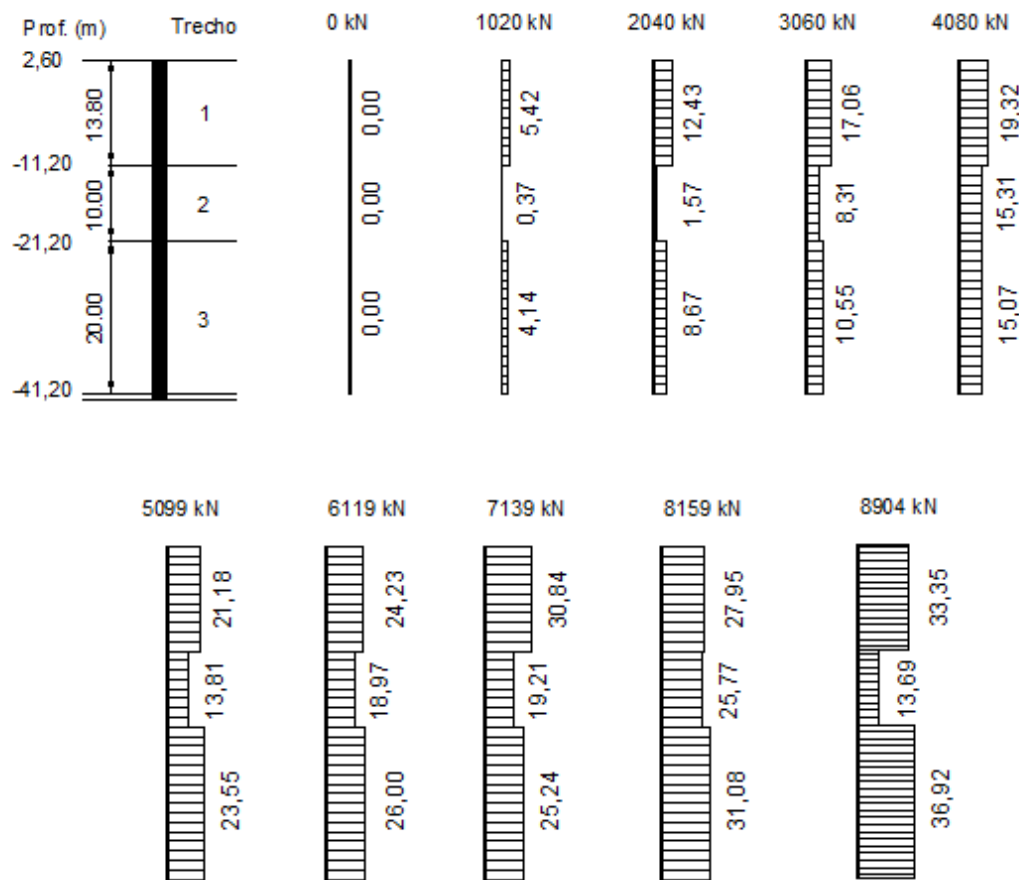 Prof. (m) Trecho 0 kN 1020 kN 2040 kN 3060 kN 4080 kN
2,60
13.80 1 0,00 5,42 12,43 17,06 19.32
-11,20
10.00 2 0,00 0,37 1,57 8,31 15,31
-21,20
20.00 3 0,00 4,14 8,67 10,55 15,07
-41,20
5099 kN 6119 kN 7139 kN 8159 kN 8904 kN
21,18 24,23 30,84 27,95 33,35
13,81 18,97 19,21 25,77 13,69
23,55 26,00 25,24 31,08 36,92